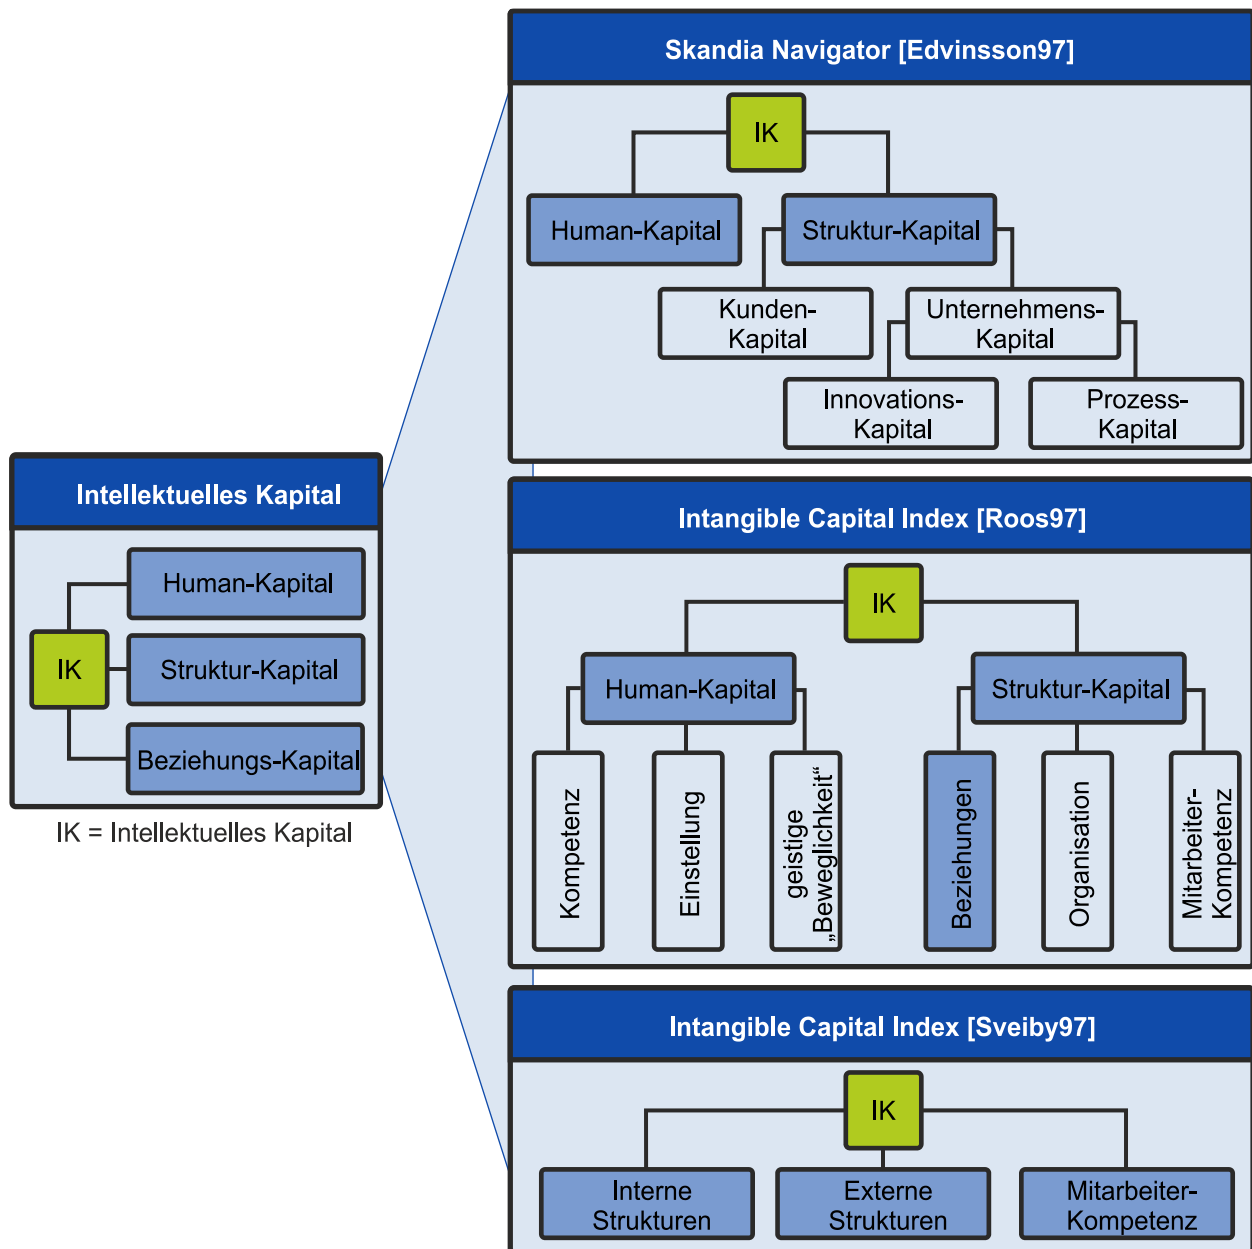 Skandia Navigator [Edvinsson97]
IK
Human-Kapital
Struktur-Kapital
Kunden-
Kapital
Unternehmens-
Kapital
Innovations-
Kapital
Prozess-
Kapital
Intellektuelles Kapital
IK
Human-Kapital
Struktur-Kapital
Beziehungs-Kapital
IK = Intellektuelles Kapital
Intangible Capital Index [Roos97]
IK
Human-Kapital
Struktur-Kapital
Kompetenz
Einstellung
geistige
„Beweglichkeit“
Beziehungen
Organisation
Mitarbeiter-
Kompetenz
Intangible Capital Index [Sveiby97]
IK
Interne
Strukturen
Externe
Strukturen
Mitarbeiter-
Kompetenz